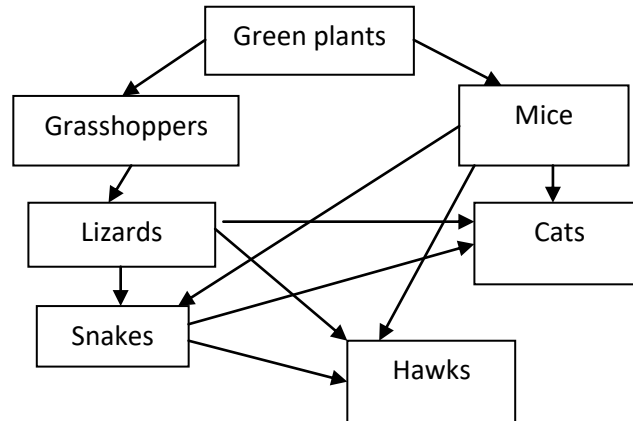 Green plants
Grasshoppers
Mice
Lizards
Cats
Snakes
Hawks